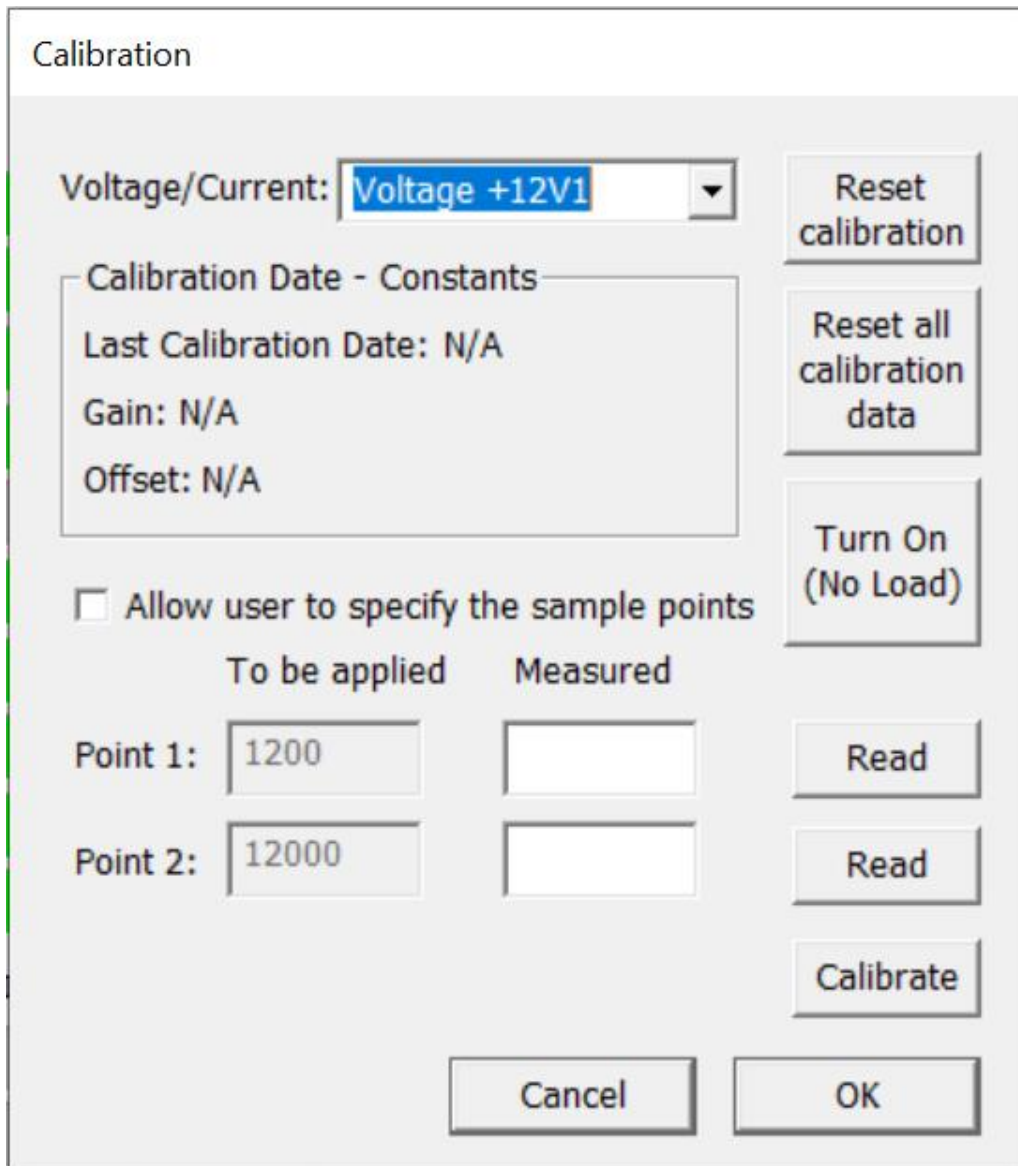 Calibration
Voltage/Current: Voltage +12V1
Reset
calibration
Calibration Date - Constants
Last Calibration Date: N/A
Gain: N/A
Offset: N/A
Reset all
calibration
data
Turn On
(No Load)
Allow user to specify the sample points
To be applied Measured
Point 1: 1200 Read
Point 2: 12000 Read
Calibrate
Cancel OK